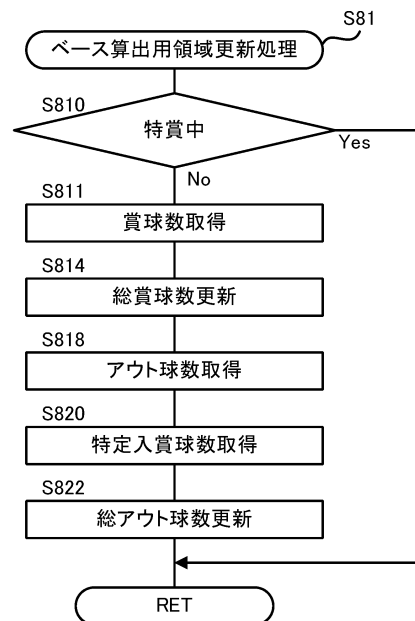 S81
ベース算出用領域更新処理
S810
特賞中
Yes
No
S811
賞球数取得
S814
総賞球数更新
S818
アウト球数取得
S820
特定入賞球数取得
S822
総アウト球数更新
RET